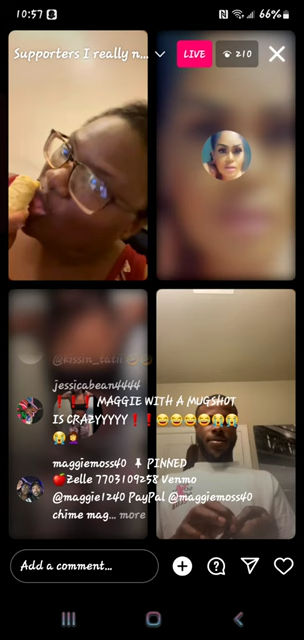 10:57
66%
Supporters I really n...
LIVE
210
@kissin_tatii
jessicabean4444
❗❗❗ MAGGIE WITH A MUGSHOT
IS CRAZYYYYY❗❗😂😂😂😂😭😭
😭🤦
maggiemoss40 📌 PINNED
🍎Zelle 7703109258 Venmo
@maggie1240 PayPal @maggiemoss40
chime mag... more
Add a comment...